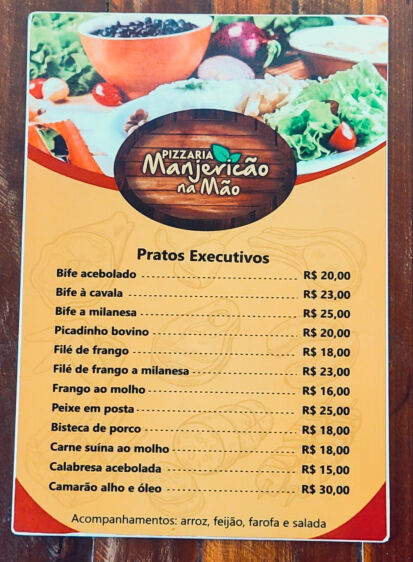 PIZZARIA
Manjericão
na Mão
Pratos Executivos
Bife acebolado R$ 20,00
Bife à cavala R$ 23,00
Bife a milanesa R$ 25,00
Picadinho bovino R$ 20,00
Filé de frango R$ 18,00
Filé de frango a milanesa R$ 23,00
Frango ao molho R$ 16,00
Peixe em posta R$ 25,00
Bisteca de porco R$ 18,00
Carne suína ao molho R$ 18,00
Calabresa acebolada R$ 15,00
Camarão alho e óleo R$ 30,00
Acompanhamentos: arroz, feijão, farofa e salada